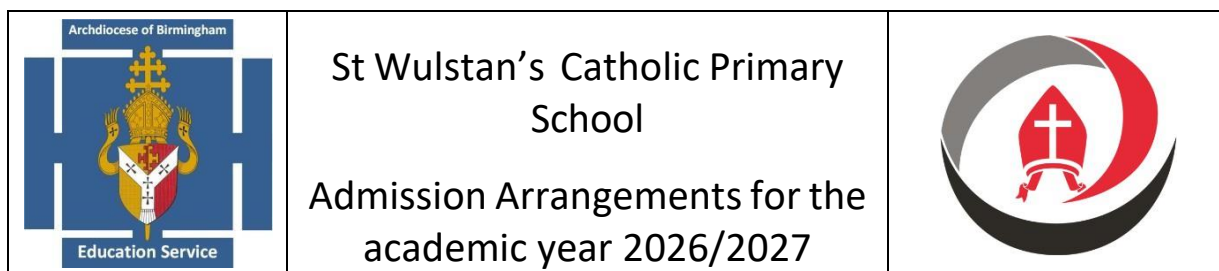 Archdiocese of Birmingham
Education Service
St Wulstan’s Catholic Primary
School
Admission Arrangements for the
academic year 2026/2027